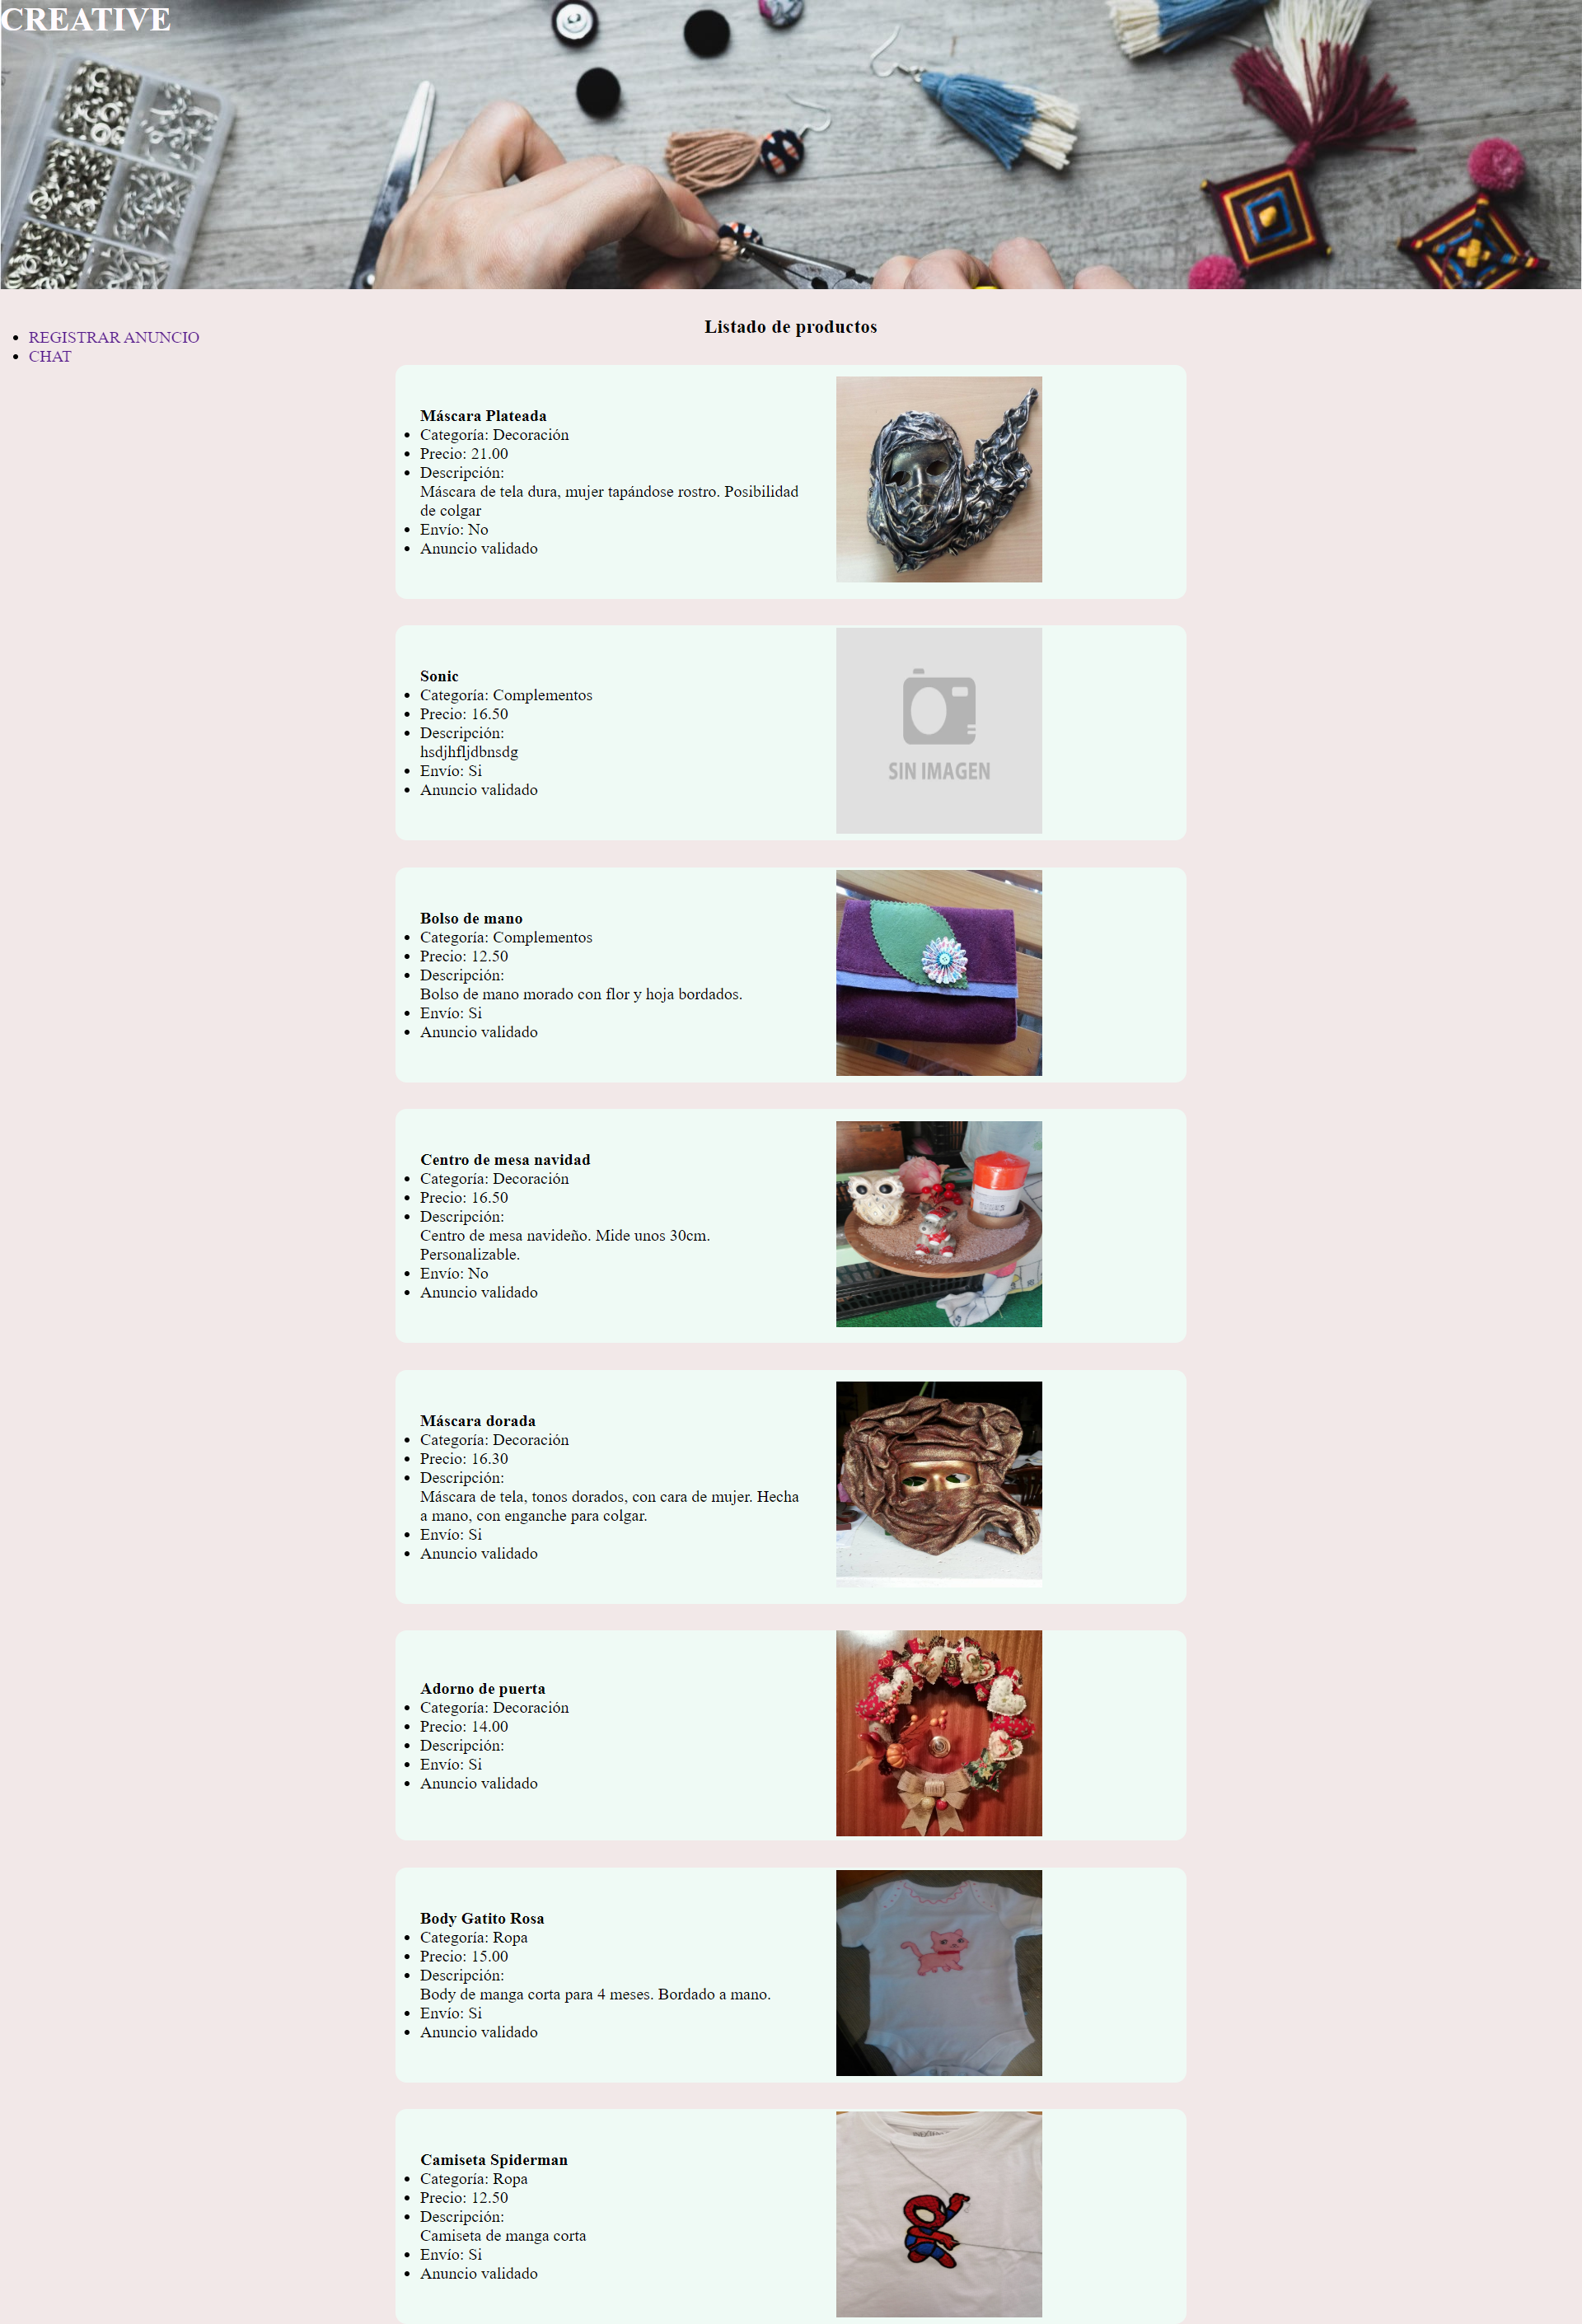 CREATIVE
REGISTRAR ANUNCIO
CHAT
Listado de productos
Máscara Plateada
Categoría: Decoración
Precio: 21.00
Descripción:
Máscara de tela dura, mujer tapándose rostro. Posibilidad
de colgar
Envío: No
Anuncio validado
Sonic
Categoría: Complementos
Precio: 16.50
Descripción:
hsdjhfljdbnsdg
Envío: Si
Anuncio validado
SIN IMAGEN
Bolso de mano
Categoría: Complementos
Precio: 12.50
Descripción:
Bolso de mano morado con flor y hoja bordados.
Envío: Si
Anuncio validado
Centro de mesa navidad
Categoría: Decoración
Precio: 16.50
Descripción:
Centro de mesa navideño. Mide unos 30cm.
Personalizable.
Envío: No
Anuncio validado
Máscara dorada
Categoría: Decoración
Precio: 16.30
Descripción:
Máscara de tela, tonos dorados, con cara de mujer. Hecha
a mano, con enganche para colgar.
Envío: Si
Anuncio validado
Adorno de puerta
Categoría: Decoración
Precio: 14.00
Descripción:
Envío: Si
Anuncio validado
Body Gatito Rosa
Categoría: Ropa
Precio: 15.00
Descripción:
Body de manga corta para 4 meses. Bordado a mano.
Envío: Si
Anuncio validado
Camiseta Spiderman
Categoría: Ropa
Precio: 12.50
Descripción:
Camiseta de manga corta
Envío: Si
Anuncio validado